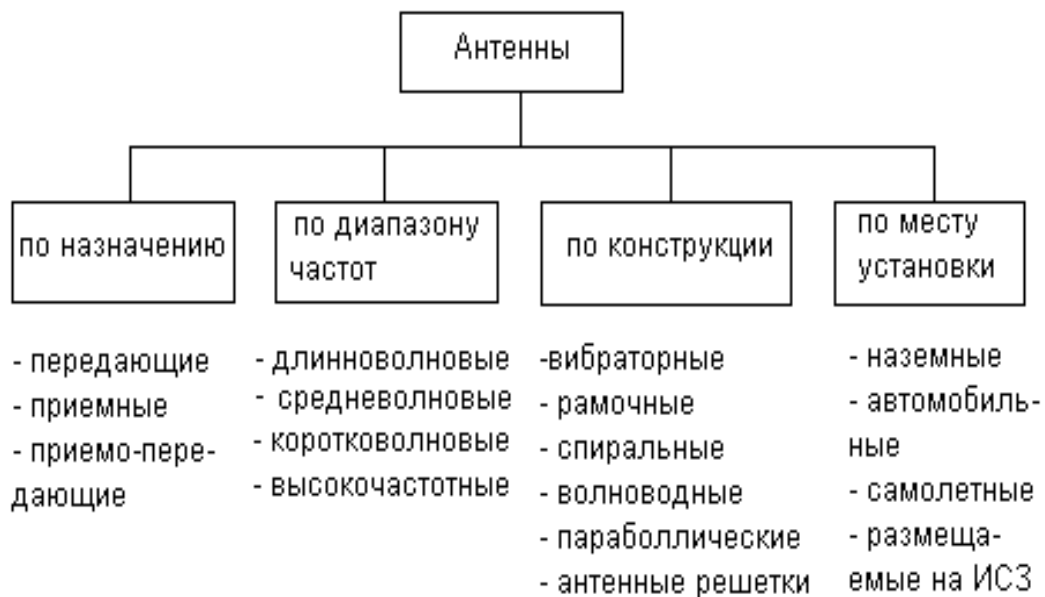 Антенны
по назначению
- передающие
- приемные
- приемо-пере-
дающие
по диапазону
частот
- длинноволновые
- средневолновые
- коротковолновые
- высокочастотные
по конструкции
-вибраторные
- рамочные
- спиральные
- волноводные
- параболлические
- антенные решетки
по месту
установки
- наземные
- автомобиль-
ные
- самолетные
- размеща-
емые на ИСЗ